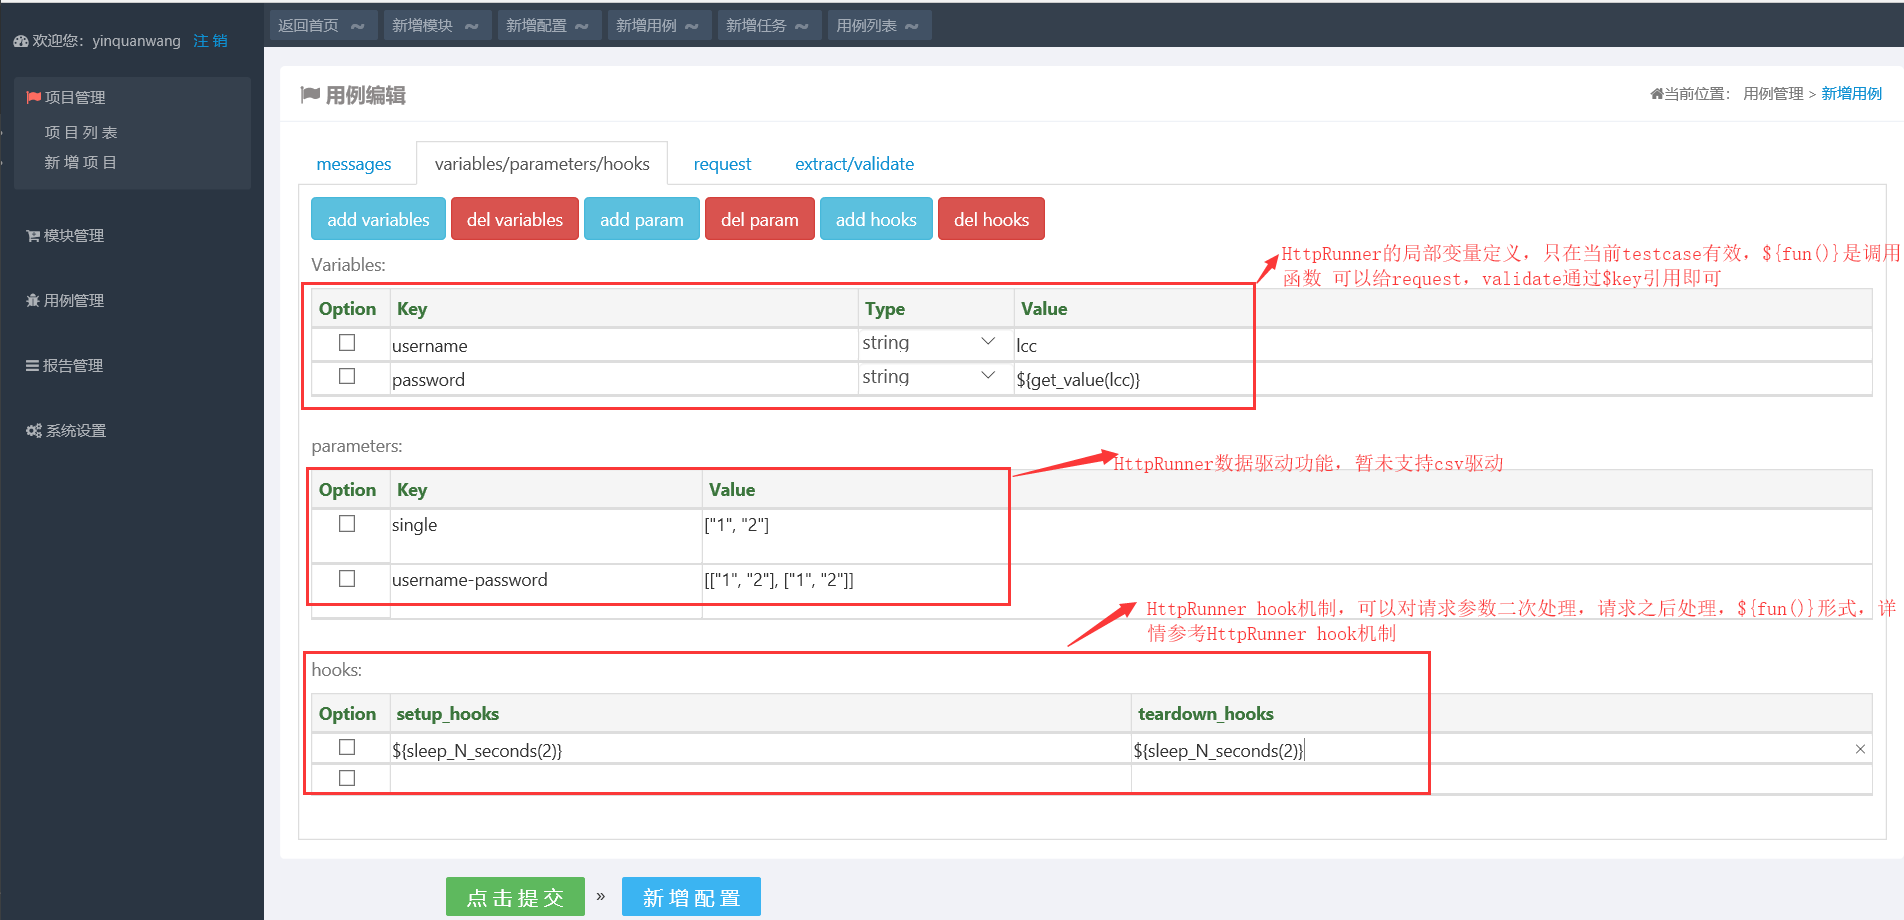 返回首页
新增模块
新增配置
新增用例
新增任务
用例列表
欢迎您: yinquanwang 注 销
项目管理
项 目 列 表
新 增 项 目
模块管理
用例管理
报告管理
系统设置
用例编辑
当前位置: 用例管理 > 新增用例
messages
variables/parameters/hooks
request
extract/validate
add variables
del variables
add param
del param
add hooks
del hooks
HttpRunner的局部变量定义, 只在当前testcase有效, ${fun()}是调用
函数 可以给request, validate通过$key引用即可
Variables:
Option Key Type Value
username string lcc
password string ${get_value(lcc)}
parameters:
HttpRunner数据驱动功能, 暂未支持csv驱动
Option Key Value
single ["1", "2"]
username-password [["1", "2"], ["1", "2"]]
HttpRunner hook机制, 可以对请求参数二次处理, 请求之后处理, ${fun()}形式, 详
情参考HttpRunner hook机制
hooks:
Option setup_hooks teardown_hooks
${sleep_N_seconds(2)} ${sleep_N_seconds(2)}
点 击 提 交 » 新 增 配 置